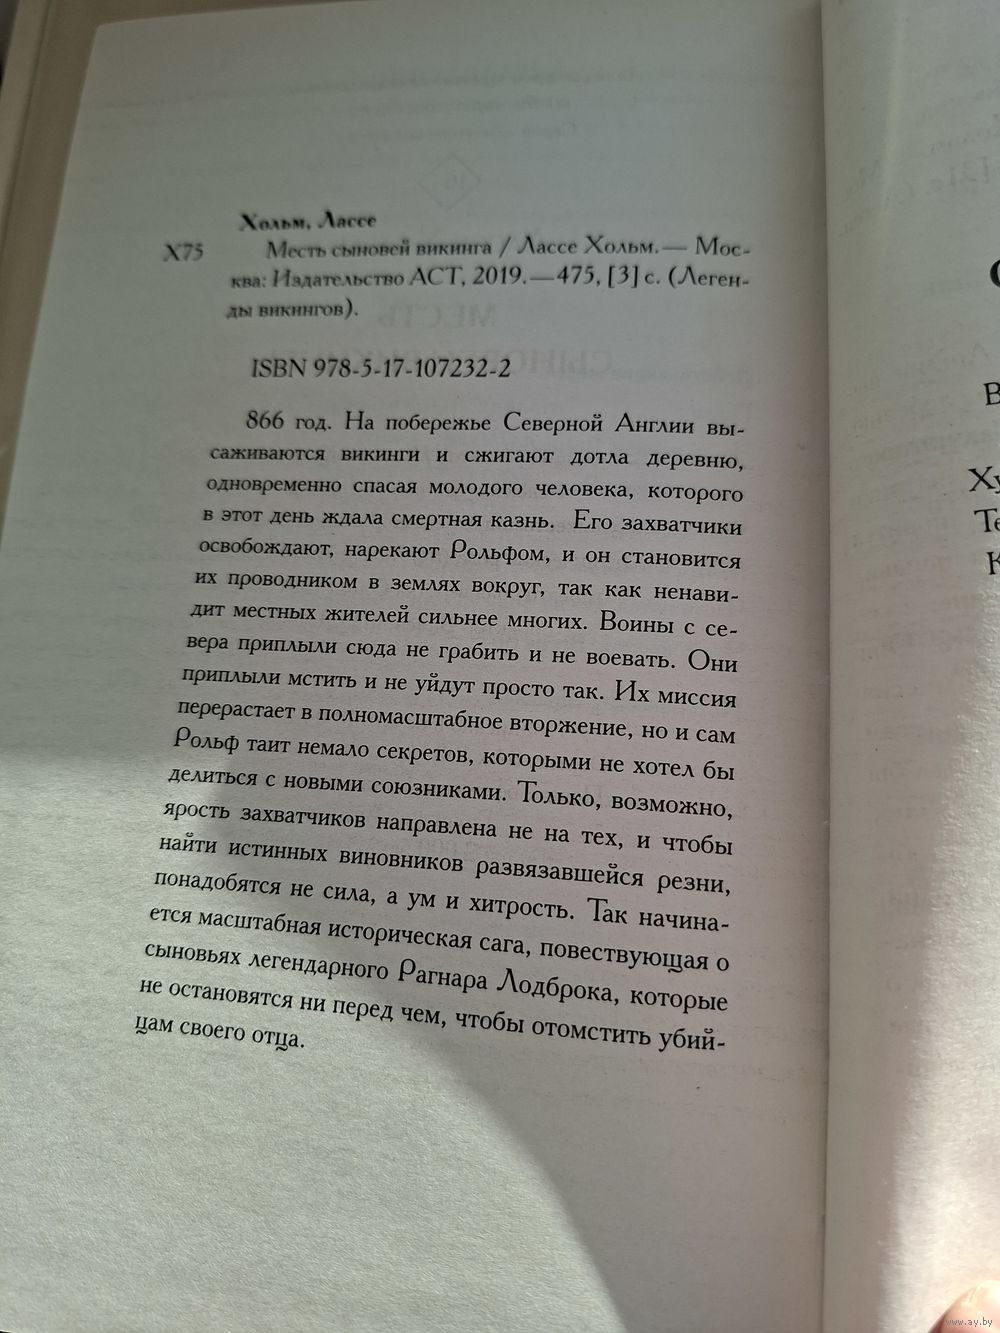 Хольм, Лассе
Х75 Месть сыновей викинга / Лассе Хольм. — Мос-
ква: Издательство АСТ, 2019. — 475, [3] с. (Леген-
ды викингов).
ISBN 978-5-17-107232-2
866 год. На побережье Северной Англии вы-
саживаются викинги и сжигают дотла деревню,
одновременно спасая молодого человека, которого
в этот день ждала смертная казнь. Его захватчики
освобождают, нарекают Рольфом, и он становится
их проводником в землях вокруг, так как ненави-
дит местных жителей сильнее многих. Воины с се-
вера приплыли сюда не грабить и не воевать. Они
приплыли мстить и не уйдут просто так. Их миссия
перерастает в полномасштабное вторжение, но и сам
Рольф таит немало секретов, которыми не хотел бы
делиться с новыми союзниками. Только, возможно,
ярость захватчиков направлена не на тех, и чтобы
найти истинных виновников развязавшейся резни,
понадобятся не сила, а ум и хитрость. Так начина-
ется масштабная историческая сага, повествующая о
сыновьях легендарного Рагнара Лодброка, которые
не остановятся ни перед чем, чтобы отомстить убий-
цам своего отца.
Ху
Те
К
www.ay.by